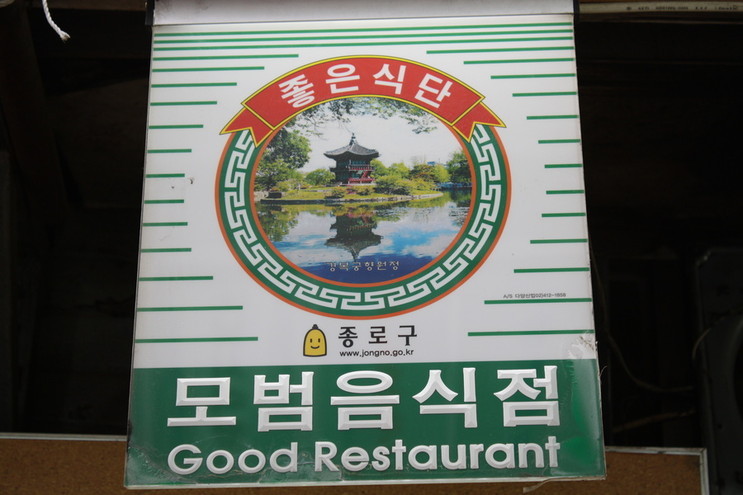 좋은식단
경복궁향원정
종로구
www.jongno.go.kr
모범음식점
Good Restaurant